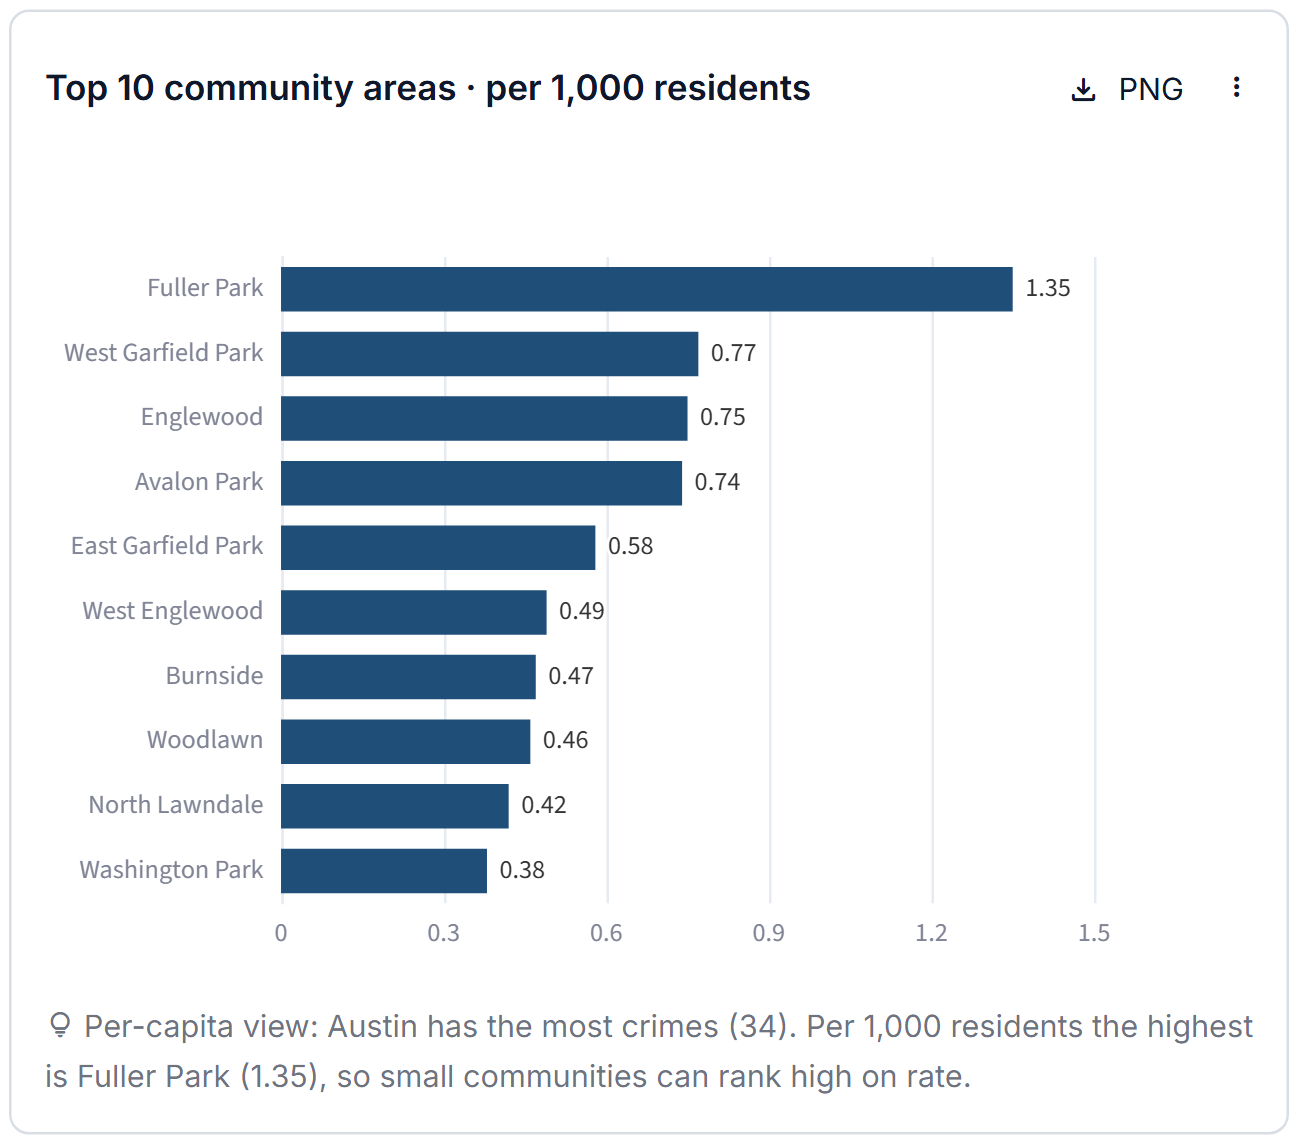 Top 10 community areas · per 1,000 residents
PNG
Fuller Park 1.35
West Garfield Park 0.77
Englewood 0.75
Avalon Park 0.74
East Garfield Park 0.58
West Englewood 0.49
Burnside 0.47
Woodlawn 0.46
North Lawndale 0.42
Washington Park 0.38
0 0.3 0.6 0.9 1.2 1.5
Per-capita view: Austin has the most crimes (34). Per 1,000 residents the highest
is Fuller Park (1.35), so small communities can rank high on rate.